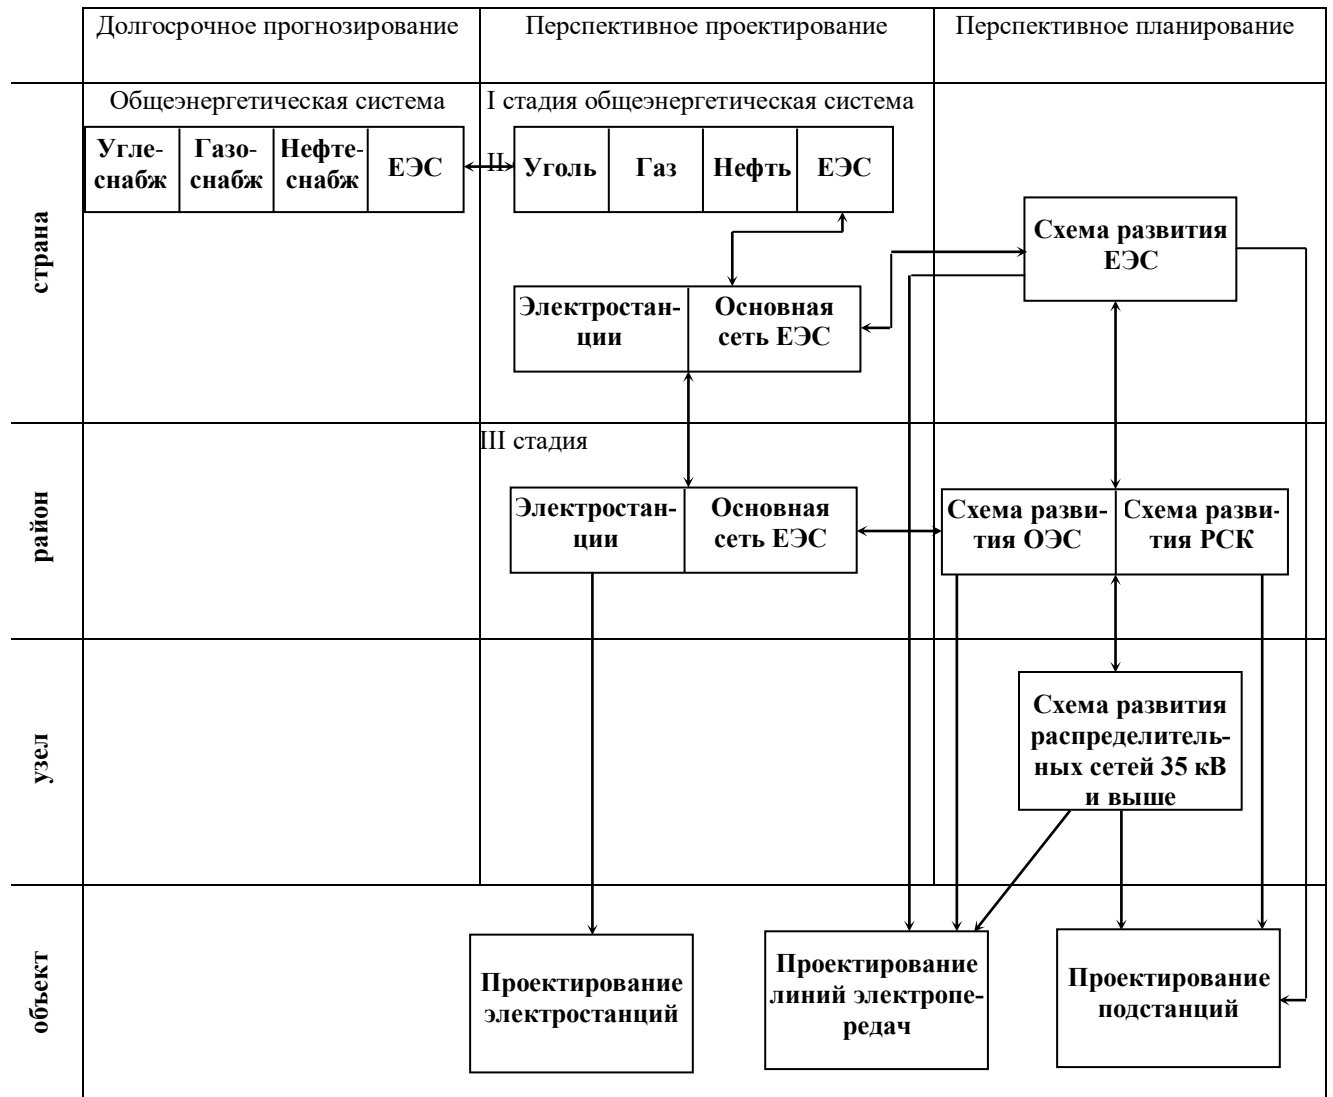 Долгосрочное прогнозирование
Перспективное проектирование
Перспективное планирование
страна
Общеэнергетическая система
Угле-
снабж
Газо-
снабж
Нефте-
снабж
ЕЭС
I стадия общеэнергетическая система
II
Уголь
Газ
Нефть
ЕЭС
Электростан-
ции
Основная
сеть ЕЭС
Схема развития
ЕЭС
район
III стадия
Электростан-
ции
Основная
сеть ЕЭС
Схема разви-
тия ОЭС
Схема разви-
тия РСК
узел
Схема развития
распределитель-
ных сетей 35 кВ
и выше
объект
Проектирование
электростанций
Проектирование
линий электропе-
редач
Проектирование
подстанций